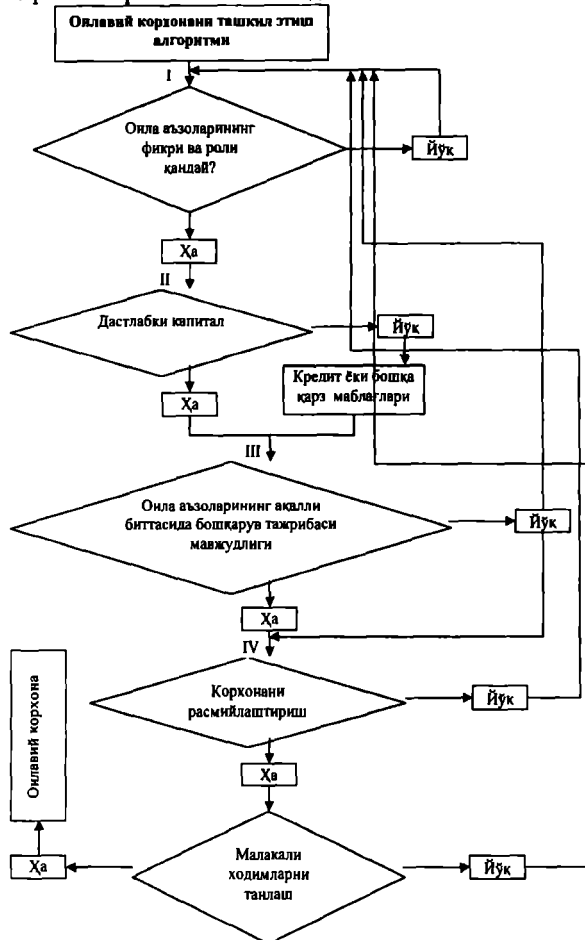 Оилавий корхонани ташкил этиш
алгоритми
I
Оила аъзоларининг
фикри ва роли
қандай?
Йўқ
Ҳа
II
Дастлабки капитал
Йўқ
Кредит ёки бошқа
қарз маблағлари
Ҳа
III
Оила аъзоларининг ақалли
биттасида бошқарув тажрибаси
мавжудлиги
Йўқ
Ҳа
IV
Корхонани
расмийлаштириш
Йўқ
Ҳа
Оилавий корхона
Малакали
ходимларни
танлаш
Ҳа
Йўқ